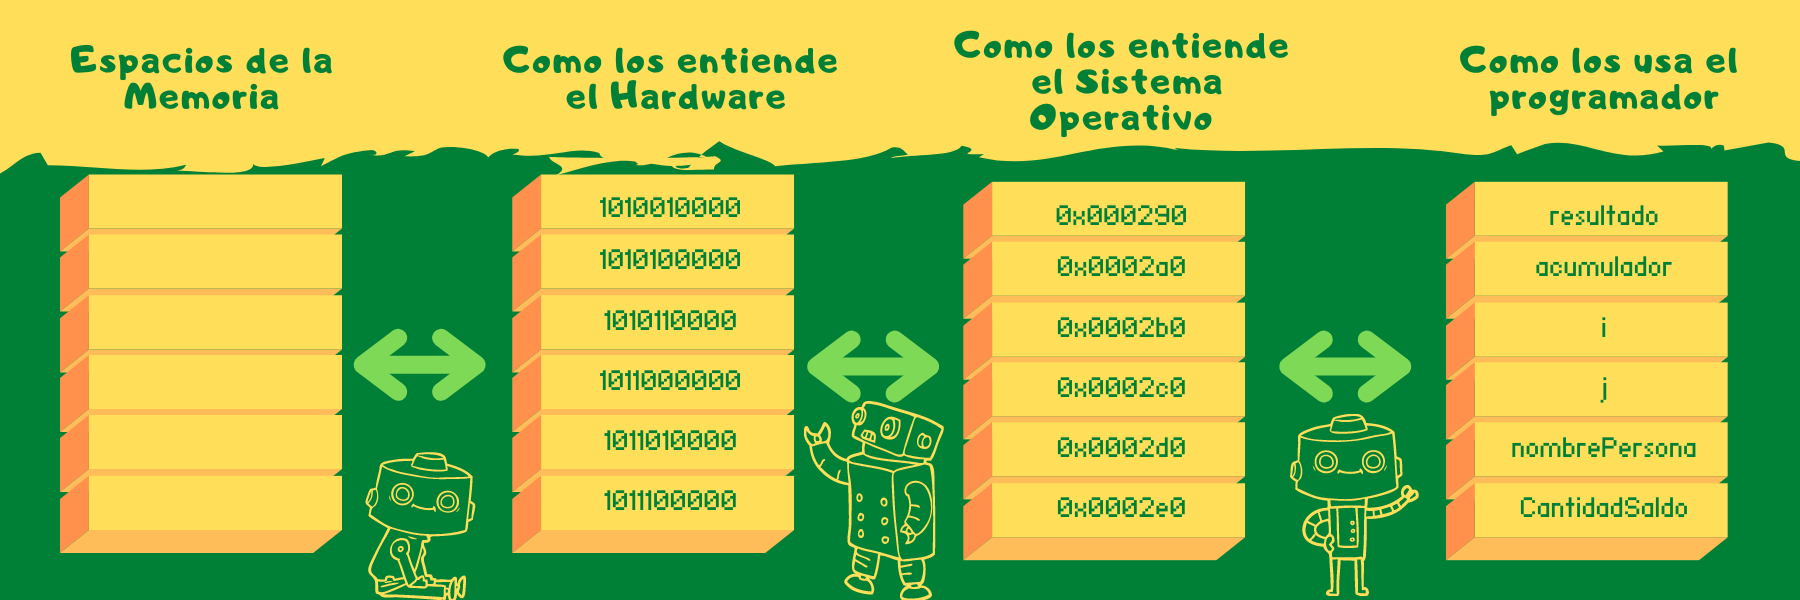 Espacios de la
Memoria
Como los entiende
el Hardware
Como los entiende
el Sistema
Operativo
Como los usa el
programador
1010010000
1010100000
1010110000
1011000000
1011010000
1011100000
0x000290
0x0002a0
0x0002b0
0x0002c0
0x0002d0
0x0002e0
resultado
acumulador
i
j
nombrePersona
CantidadSaldo